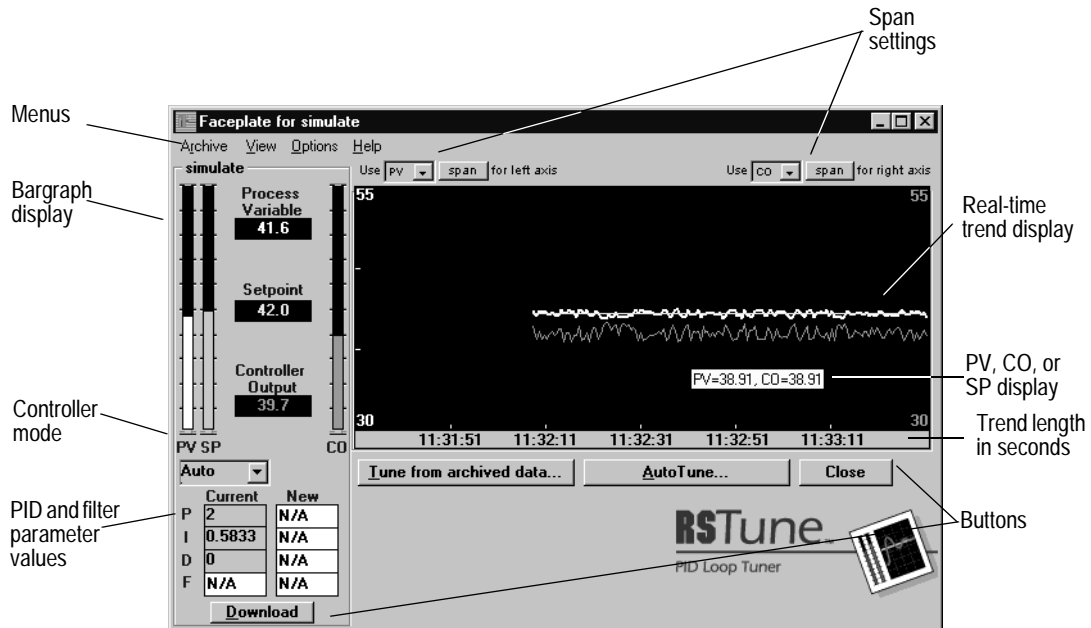 Span
settings
Menus
Faceplate for simulate
Archive View Options Help
simulate
Use PV span for left axis
Use CO span for right axis
Bargraph
display
Process
Variable
41.6
Setpoint
42.0
Controller
Output
39.7
PV SP
CO
55
55
30
30
PV=38.91, CO=38.91
11:31:51 11:32:11 11:32:31 11:32:51 11:33:11
Real-time
trend display
PV, CO, or
SP display
Trend length
in seconds
Controller
mode
Auto
Tune from archived data...
AutoTune...
Close
Buttons
PID and filter
parameter
values
Current New
P 2 N/A
I 0.5833 N/A
D 0 N/A
F N/A N/A
Download
RSTune™
PID Loop Tuner